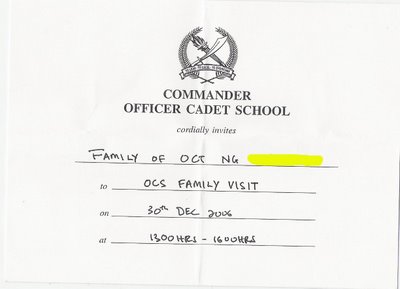 COMMANDER
OFFICER CADET SCHOOL
cordially invites
FAMILY OF OCT NG
to OCS FAMILY VISIT
on 30TH DEC 2006
at 1300HRS - 1600HRS